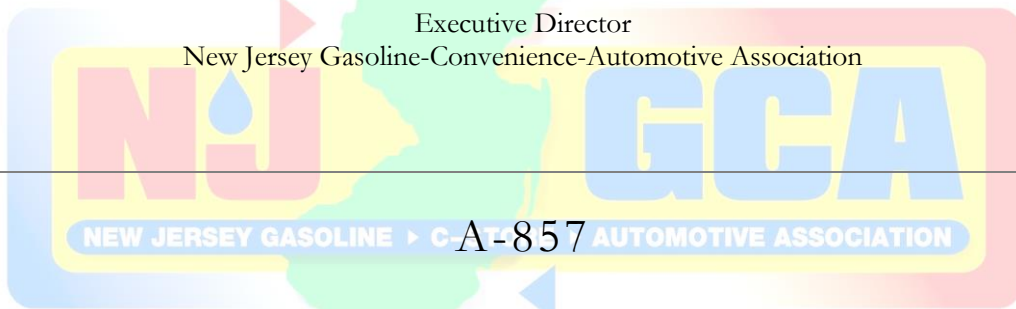 Executive Director
New Jersey Gasoline-Convenience-Automotive Association
NJ GCA
A-857
NEW JERSEY GASOLINE ▸ C- ▸ AUTOMOTIVE ASSOCIATION